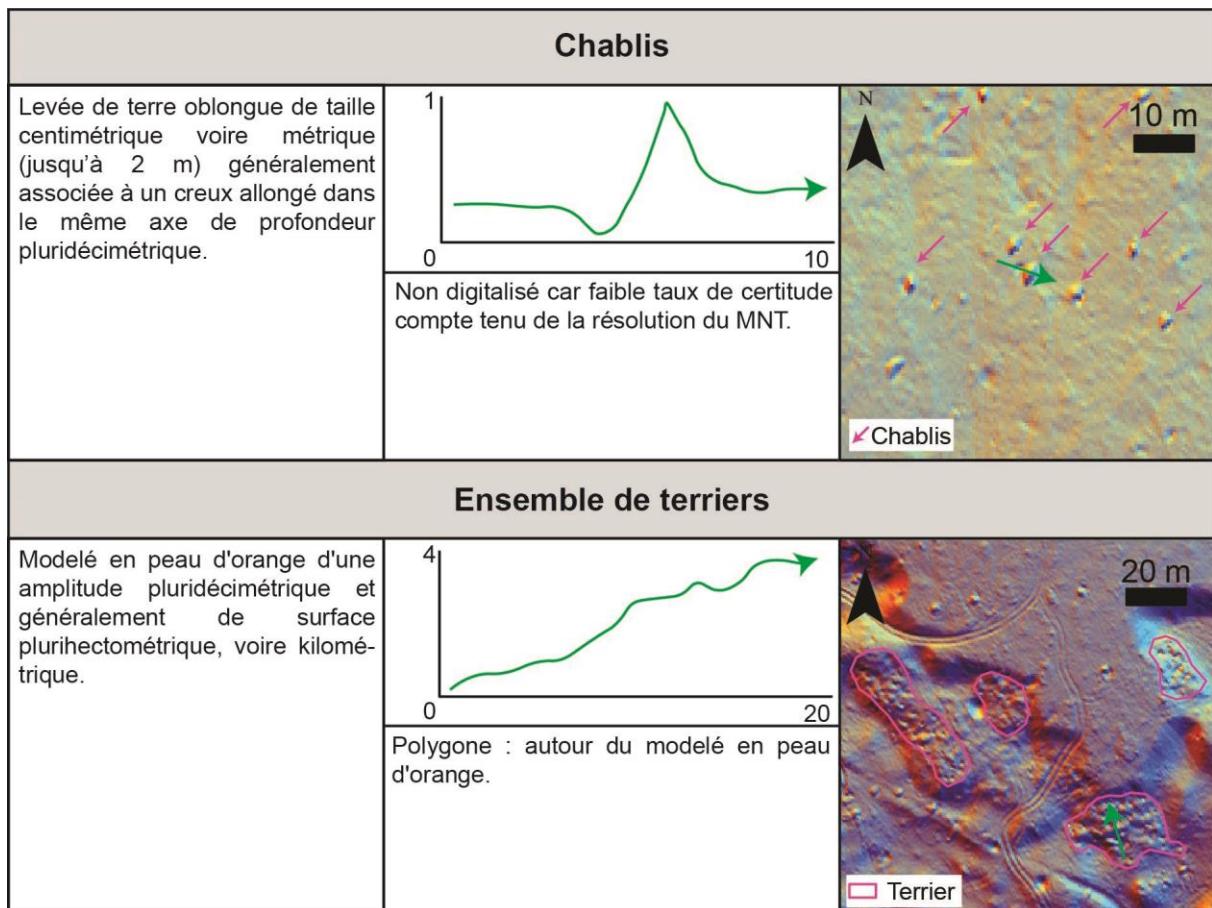 Chablis
Levée de terre oblongue de taille
centimétrique voire métrique
(jusqu'à 2 m) généralement
associée à un creux allongé dans
le même axe de profondeur
pluridécimétrique.
1
0
10
Non digitalisé car faible taux de certitude
compte tenu de la résolution du MNT.
N
10 m
Chablis
Ensemble de terriers
Modelé en peau d'orange d'une
amplitude pluridécimétrique et
généralement de surface
plurihectométrique, voire kilomé-
trique.
4
0
20
Polygone : autour du modelé en peau
d'orange.
20 m
Terrier